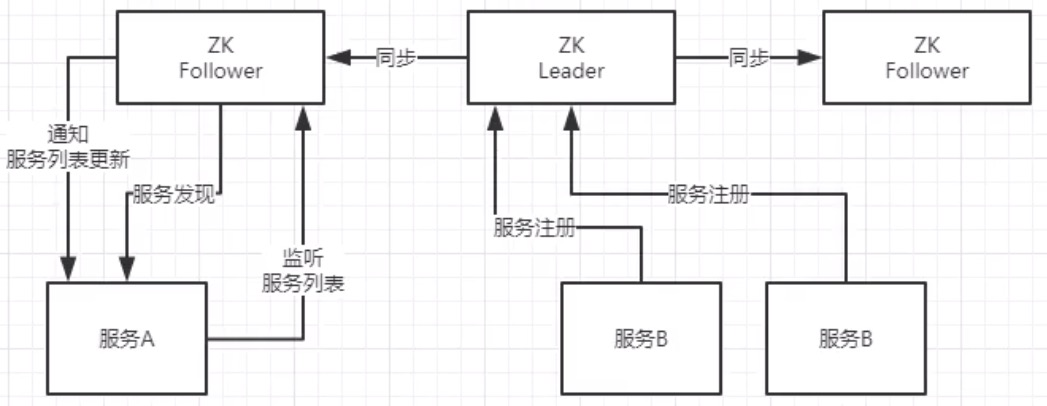 ZK
Follower
同步
ZK
Leader
同步
ZK
Follower
通知
服务列表更新
服务发现
服务注册
服务注册
监听
服务列表
服务A
服务B
服务B